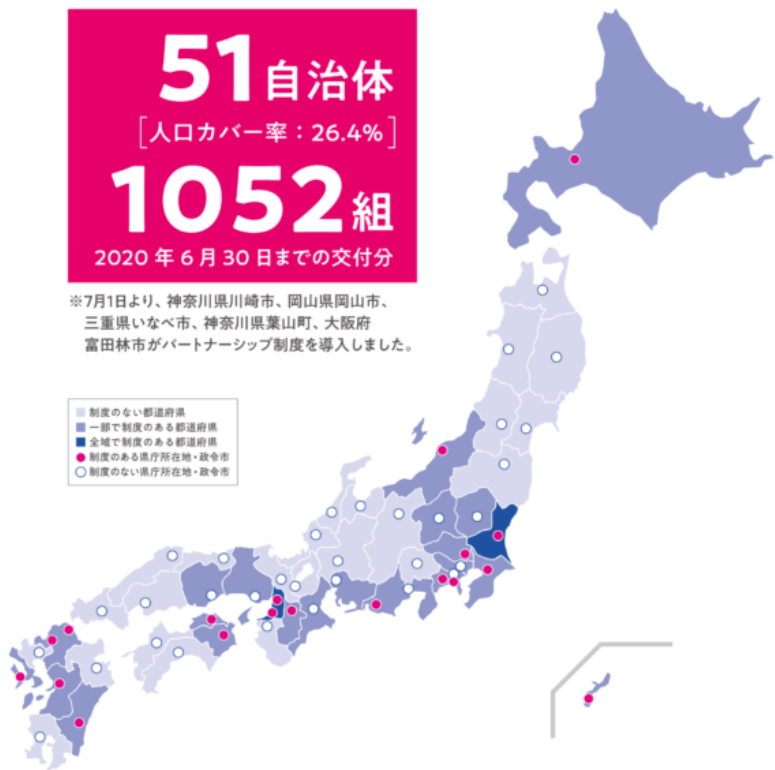 51自治体
[人口カバー率：26.4%]
1052組
2020年6月30日までの交付分
※7月1日より、神奈川県川崎市、岡山県岡山市、
三重県いなべ市、神奈川県葉山町、大阪府
富田林市がパートナーシップ制度を導入しました。
制度のない都道府県
一部で制度のある都道府県
全域で制度のある都道府県
制度のある県庁所在地・政令市
制度のない県庁所在地・政令市